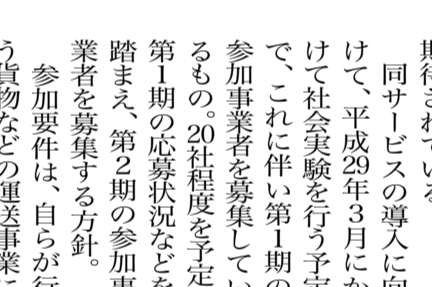 期待されている
同サービスの導入に向
けて、平成29年3月にか
けて社会実験を行う予定
で、これに伴い第1期の
参加事業者を募集してい
るもの。20社程度を予定
第1期の応募状況などを
踏まえ、第2期の参加事
業者を募集する方針。
参加要件は、自らが行
う貨物などの運送事業に